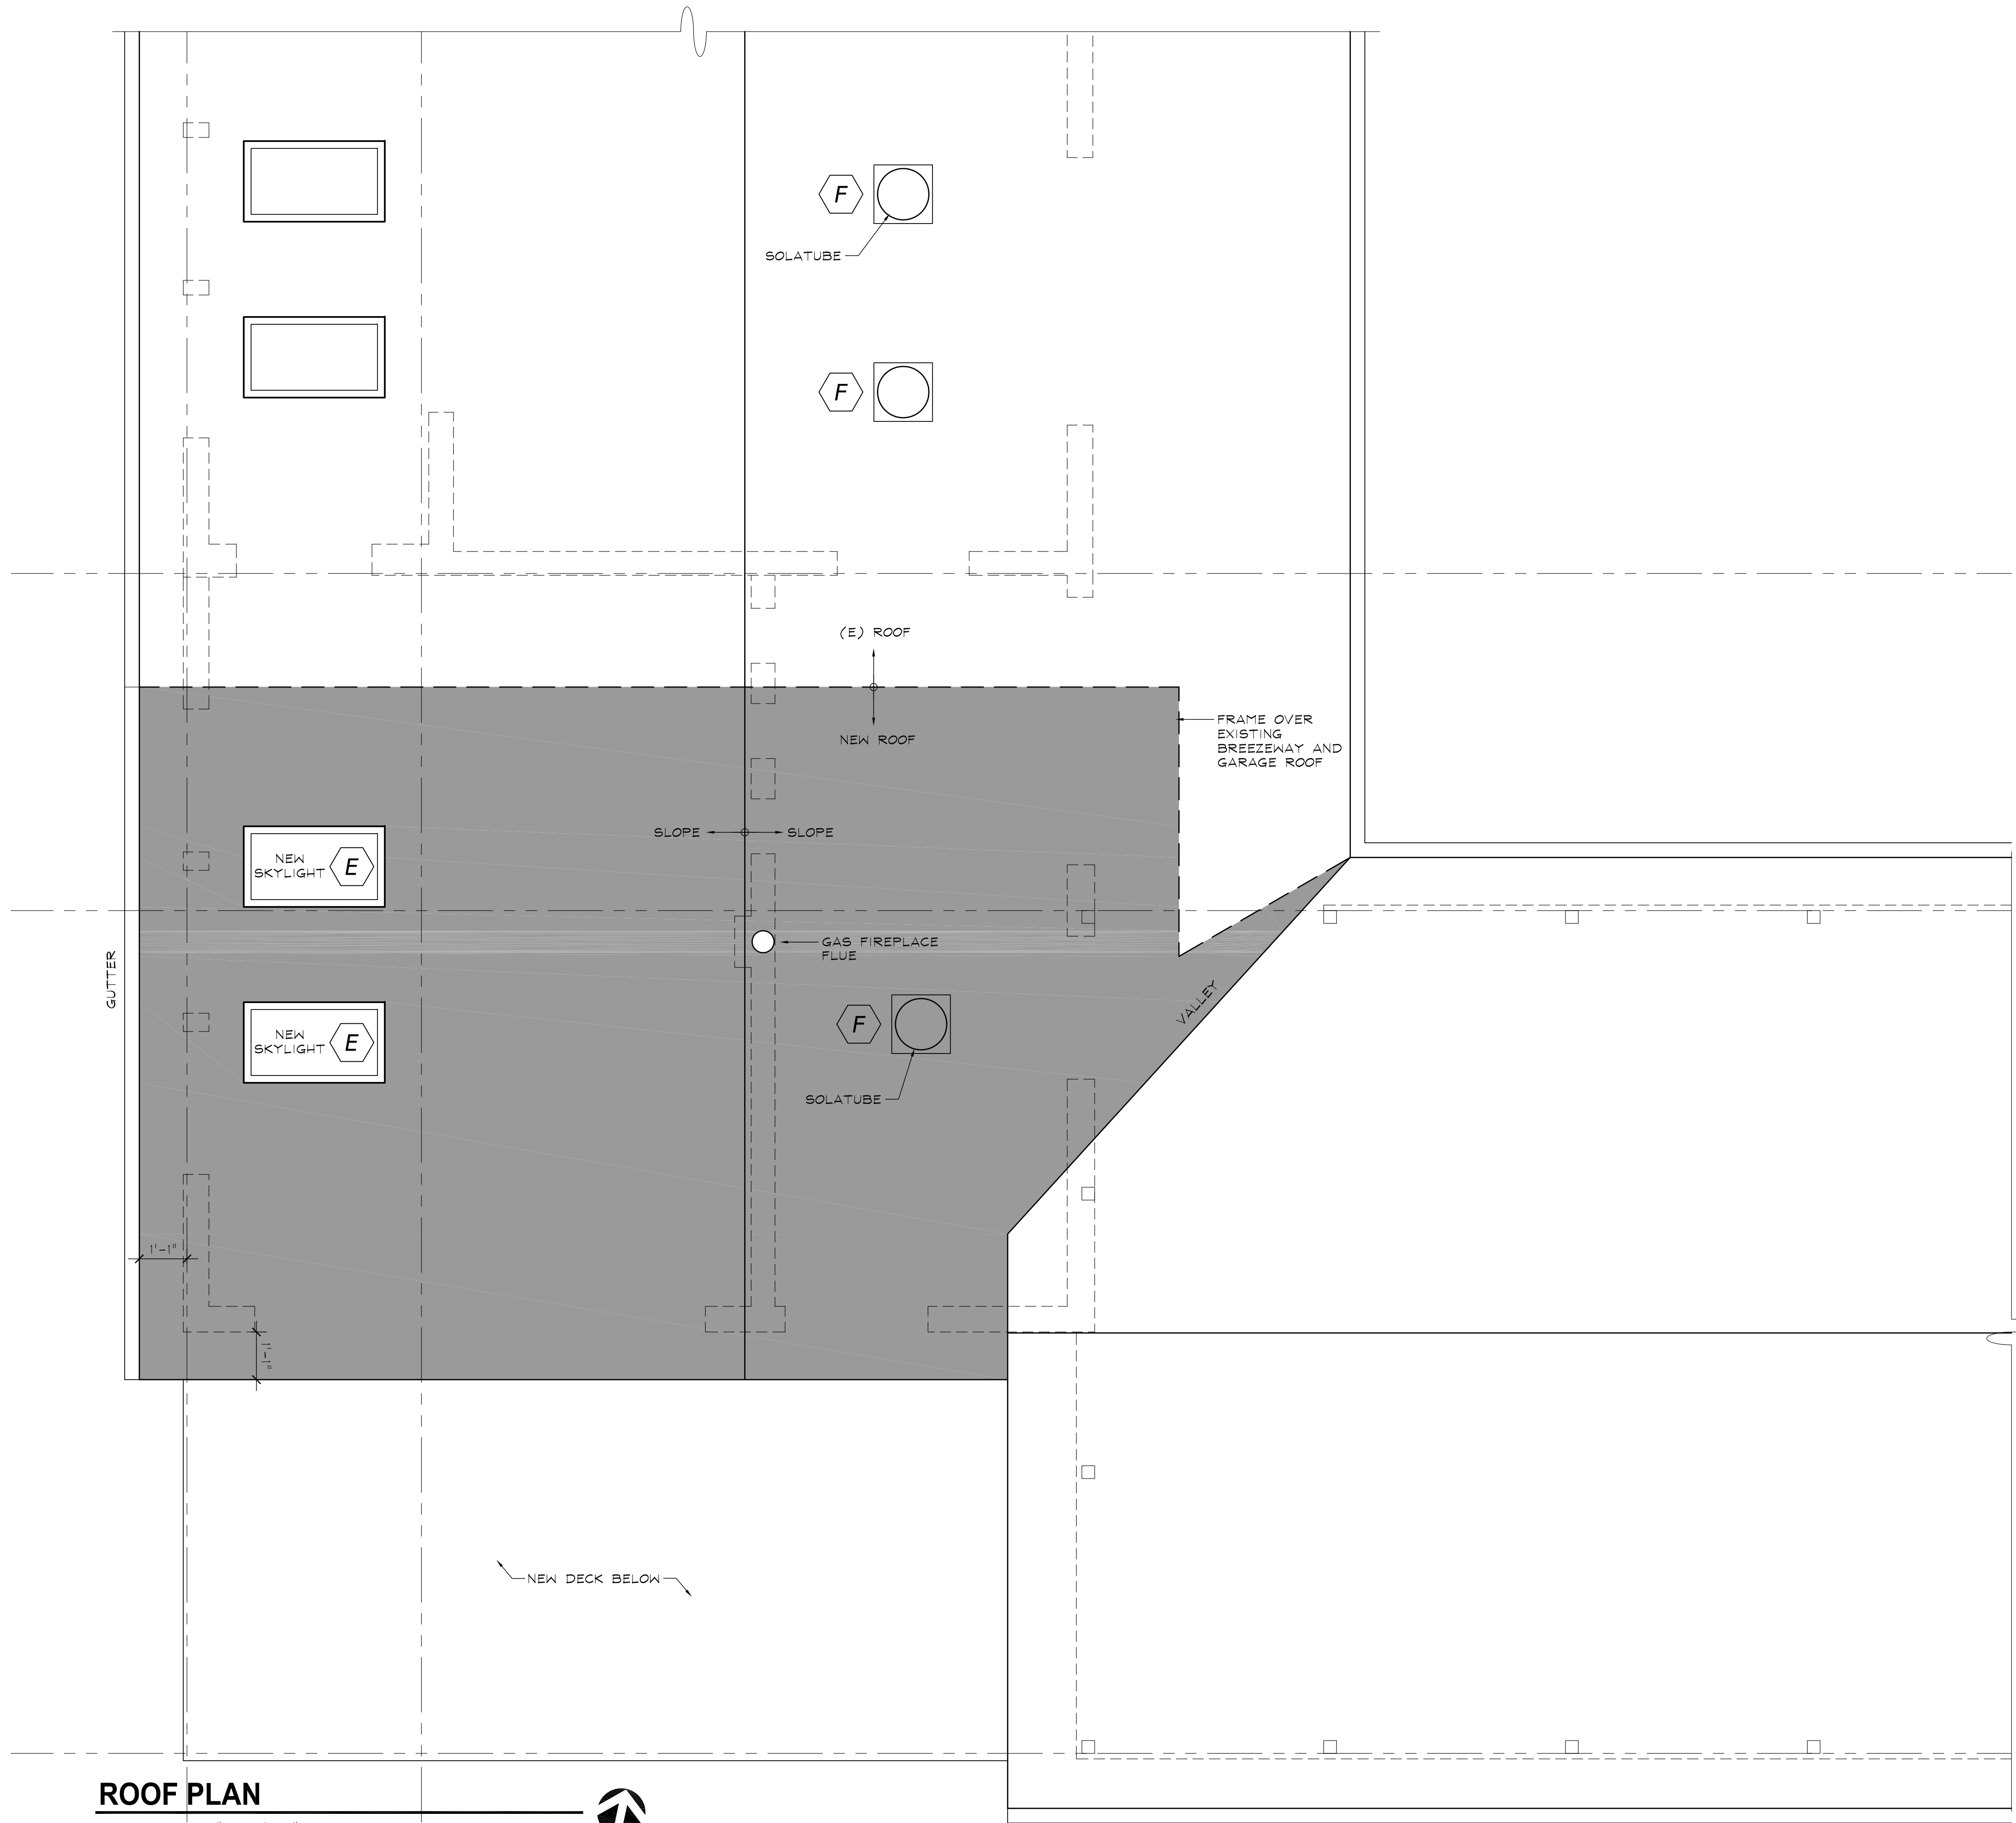 F
SOLATUBE
F
(E) ROOF
NEW ROOF
FRAME OVER
EXISTING
BREEZEWAY AND
GARAGE ROOF
SLOPE
SLOPE
NEW
SKYLIGHT
E
GAS FIREPLACE
FLUE
GUTTER
VALLEY
NEW
SKYLIGHT
E
F
SOLATUBE
1'-1"
1'-1"
NEW DECK BELOW
ROOF PLAN